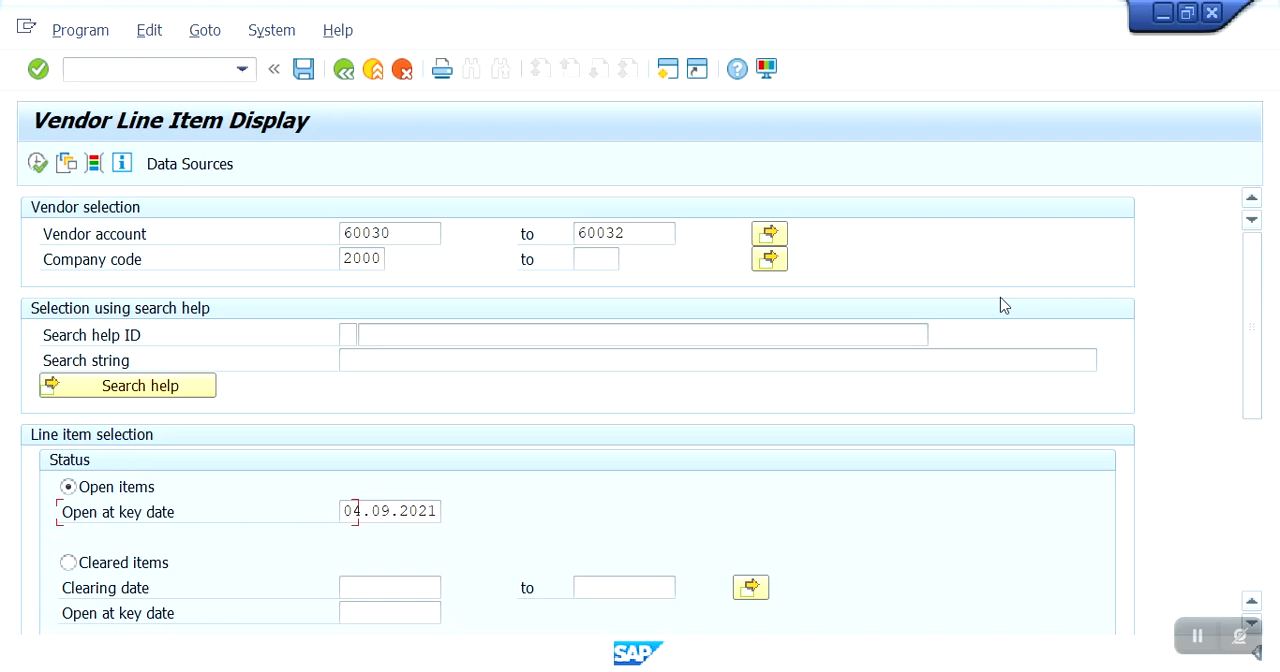 Program Edit Goto System Help
Vendor Line Item Display
Data Sources
Vendor selection
Vendor account 60030 to 60032
Company code 2000 to
Selection using search help
Search help ID
Search string
Search help
Line item selection
Status
Open items
Open at key date 04.09.2021
Cleared items
Clearing date to
Open at key date
SAP